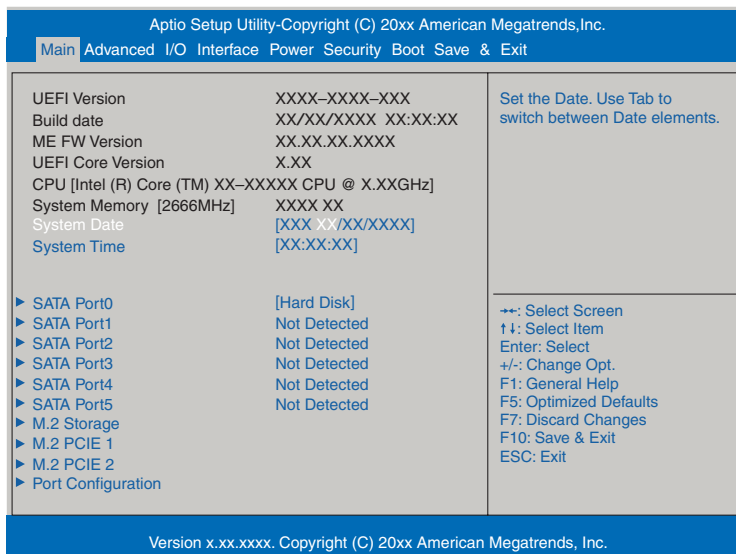 Aptio Setup Utility-Copyright (C) 20xx American Megatrends,Inc.
Main Advanced I/O Interface Power Security Boot Save & Exit
UEFI Version XXXX–XXXX–XXX
Build date XX/XX/XXXX XX:XX:XX
ME FW Version XX.XX.XX.XXXX
UEFI Core Version X.XX
CPU [Intel (R) Core (TM) XX–XXXXX CPU @ X.XXGHz]
System Memory [2666MHz] XXXX XX
System Date [XXX XX/XX/XXXX]
System Time [XX:XX:XX]
SATA Port0 [Hard Disk]
SATA Port1 Not Detected
SATA Port2 Not Detected
SATA Port3 Not Detected
SATA Port4 Not Detected
SATA Port5 Not Detected
M.2 Storage
M.2 PCIE 1
M.2 PCIE 2
Port Configuration
Set the Date. Use Tab to
switch between Date elements.
→←: Select Screen
↑↓: Select Item
Enter: Select
+/-: Change Opt.
F1: General Help
F5: Optimized Defaults
F7: Discard Changes
F10: Save & Exit
ESC: Exit
Version x.xx.xxxx. Copyright (C) 20xx American Megatrends, Inc.